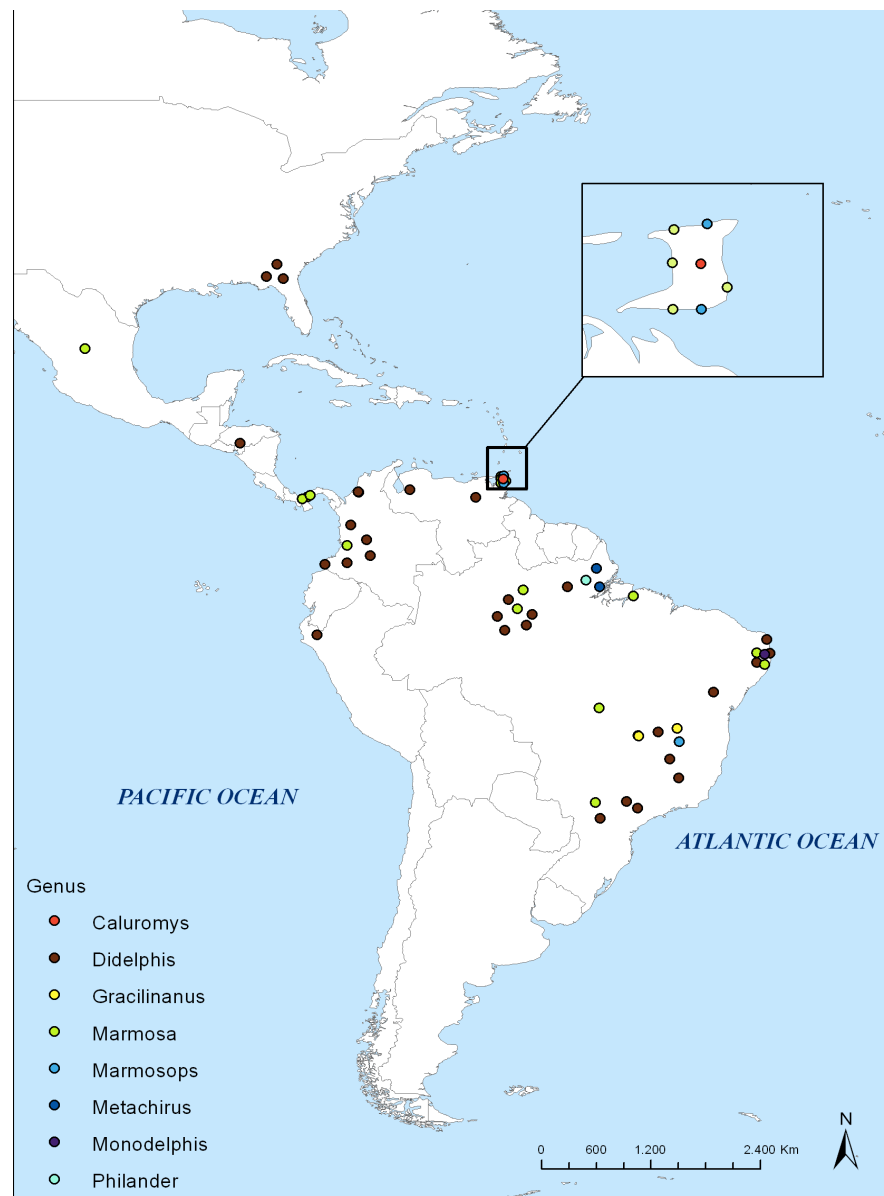 PACIFIC OCEAN
ATLANTIC OCEAN
Genus
Caluromys
Didelphis
Gracilinanus
Marmosa
Marmosops
Metachirus
Monodelphis
Philander
N
0 600 1.200 2.400 Km